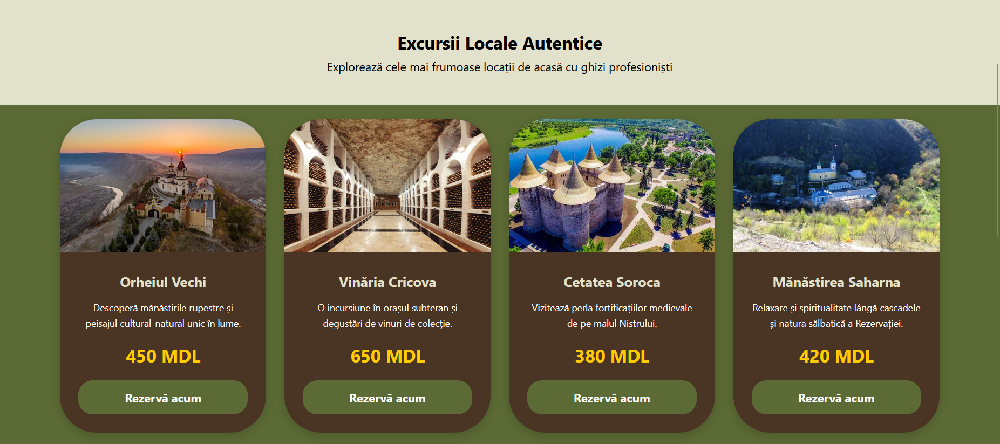 Excursii Locale Autentice
Explorează cele mai frumoase locații de acasă cu ghizi profesioniști
Orheiul Vechi
Descoperă mănăstirile rupestre și
peisajul cultural-natural unic în lume.
450 MDL
Rezervă acum
Vinăria Cricova
O incursiune în orașul subteran și
degustări de vinuri de colecție.
650 MDL
Rezervă acum
Cetatea Soroca
Vizitează perla fortificațiilor medievale
de pe malul Nistrului.
380 MDL
Rezervă acum
Mănăstirea Saharna
Relaxare și spiritualitate lângă cascadele
și natura sălbatică a Rezervației.
420 MDL
Rezervă acum